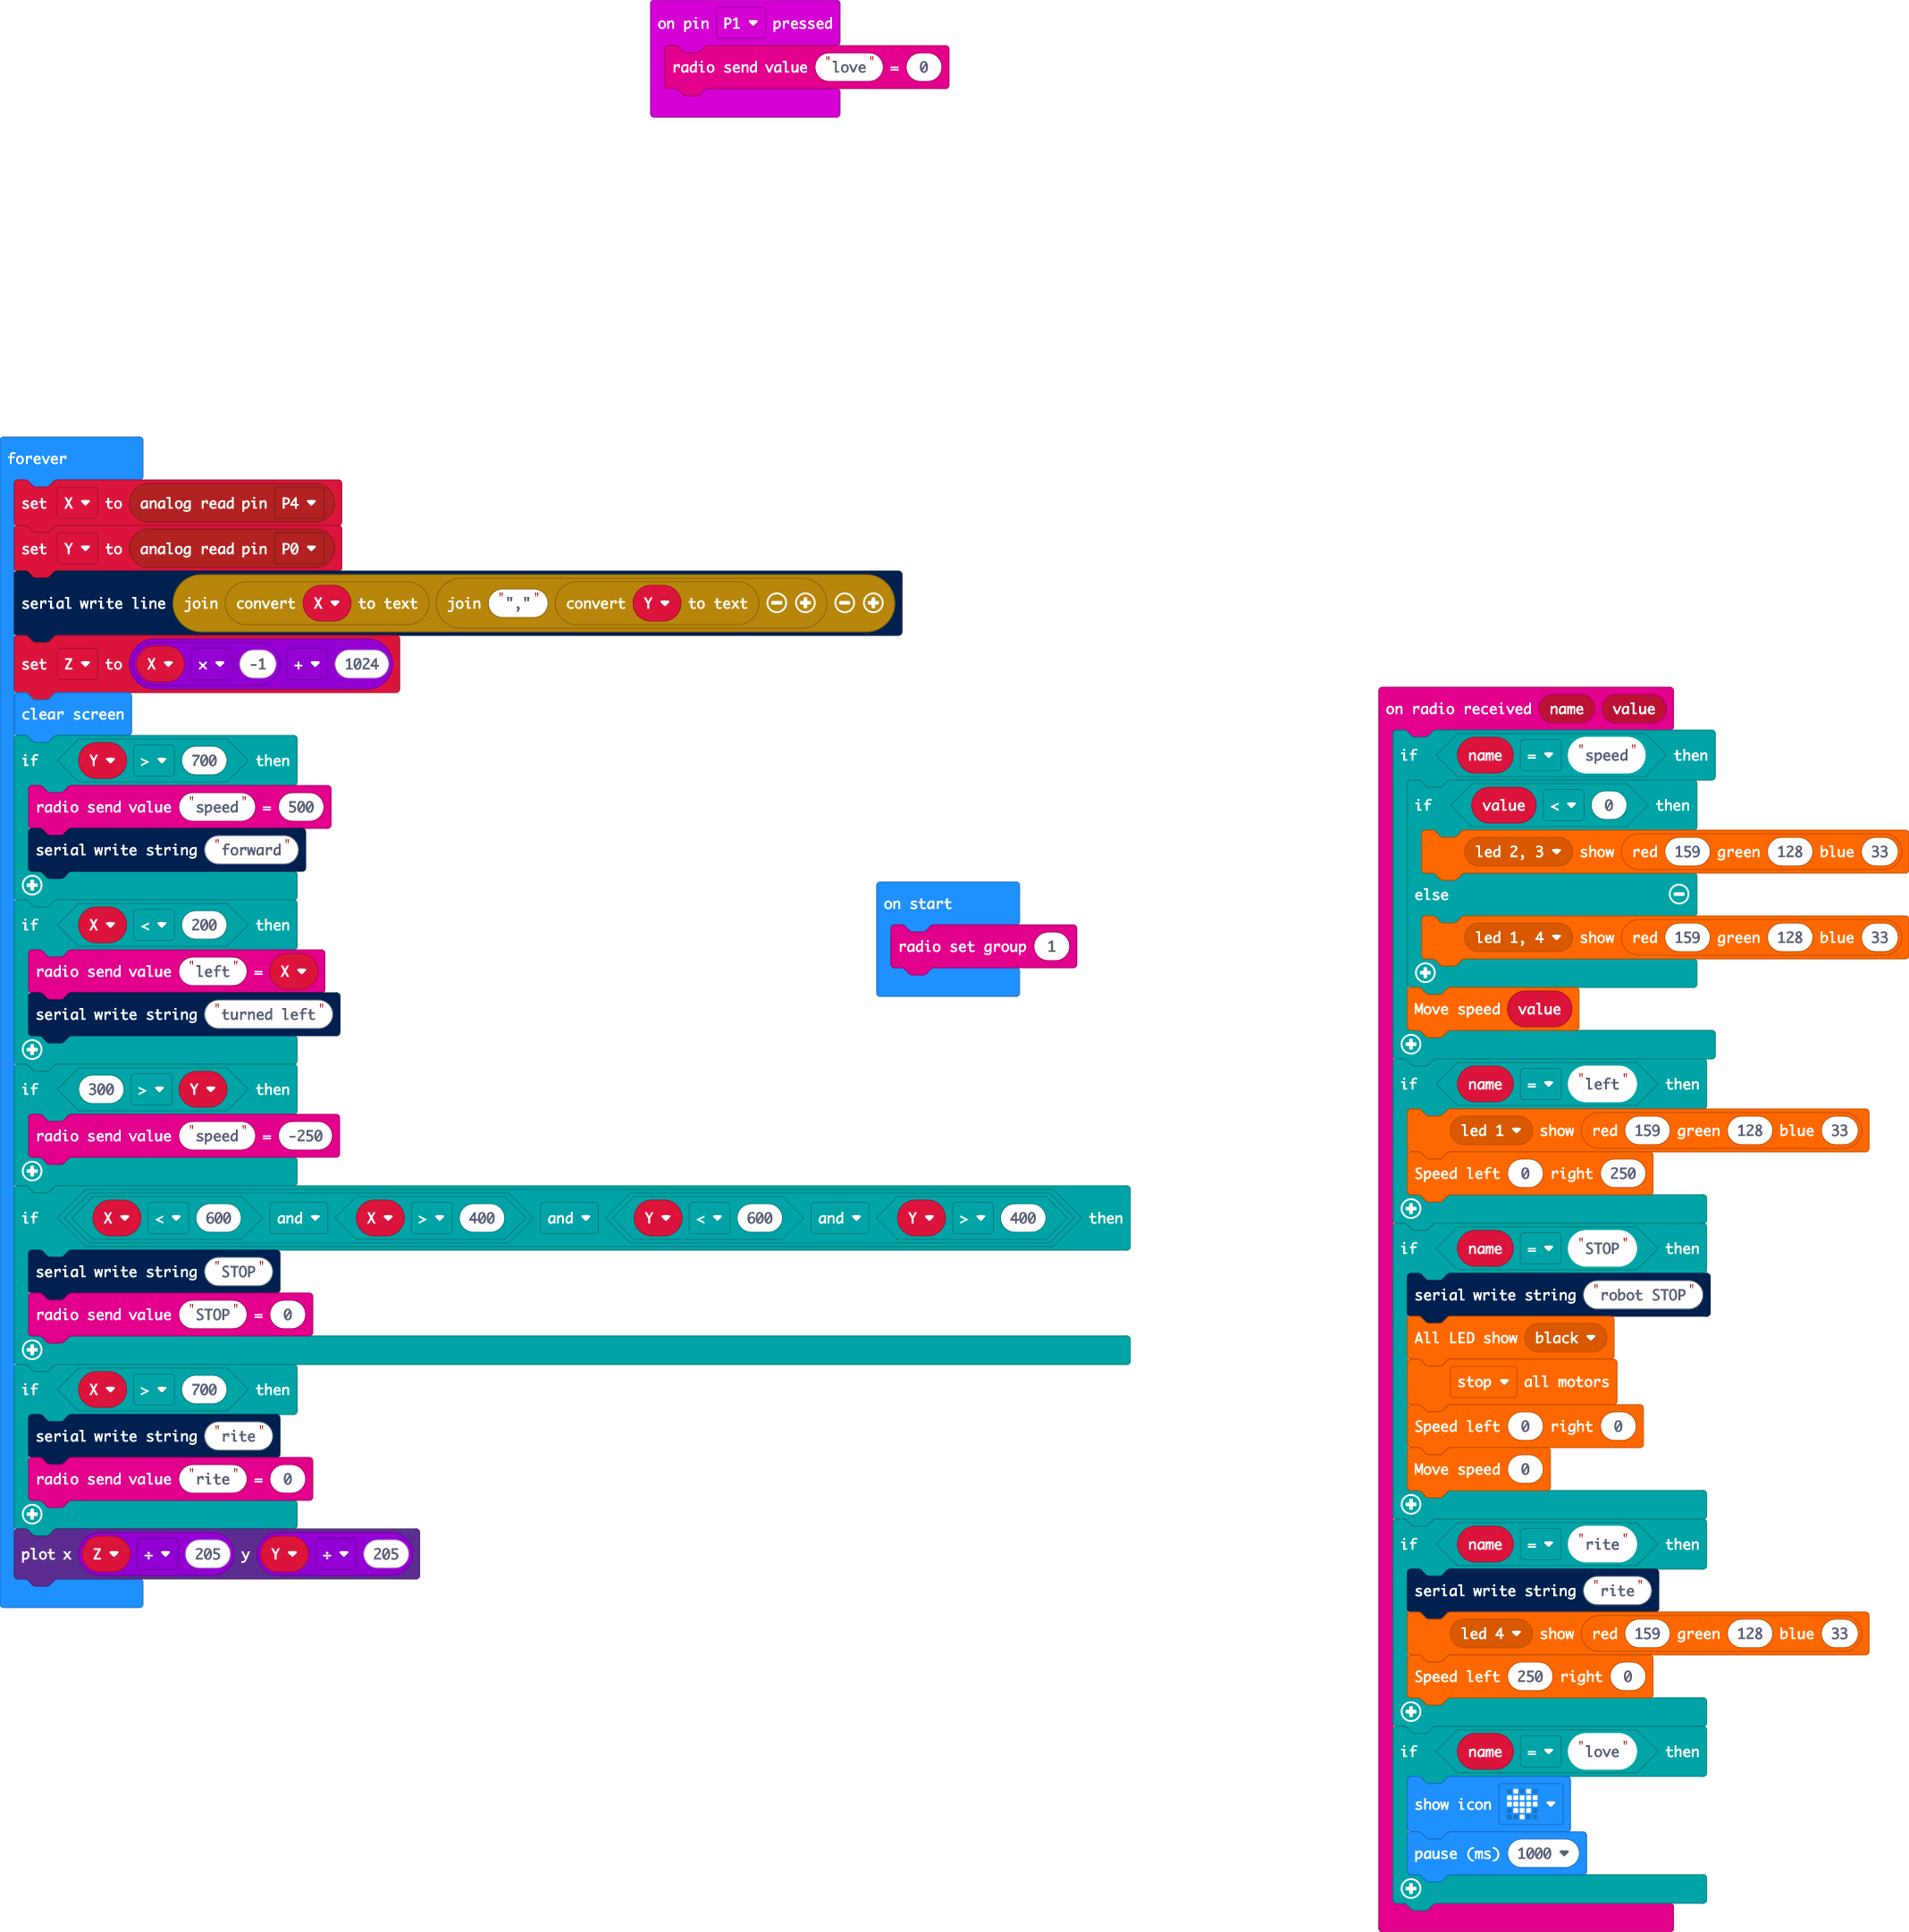 on pin P1 pressed
radio send value "love" = 0
forever
set X to analog read pin P4
set Y to analog read pin P0
serial write line join convert X to text join "","" convert Y to text
set Z to X × -1 + 1024
clear screen
if Y > 700 then
radio send value "speed" = 500
serial write string "forward"
if X < 200 then
radio send value "left" = X
serial write string "turned left"
if 300 > Y then
radio send value "speed" = -250
if X < 600 and X > 400 and Y < 600 and Y > 400 then
serial write string "STOP"
radio send value "STOP" = 0
if X > 700 then
serial write string "rite"
radio send value "rite" = 0
plot x Z ÷ 205 y Y ÷ 205
on start
radio set group 1
on radio received name value
if name = "speed" then
if value < 0 then
led 2, 3 show red 159 green 128 blue 33
else
led 1, 4 show red 159 green 128 blue 33
Move speed value
if name = "left" then
led 1 show red 159 green 128 blue 33
Speed left 0 right 250
if name = "STOP" then
serial write string "robot STOP"
All LED show black
stop all motors
Speed left 0 right 0
Move speed 0
if name = "rite" then
serial write string "rite"
led 4 show red 159 green 128 blue 33
Speed left 250 right 0
if name = "love" then
show icon
pause (ms) 1000